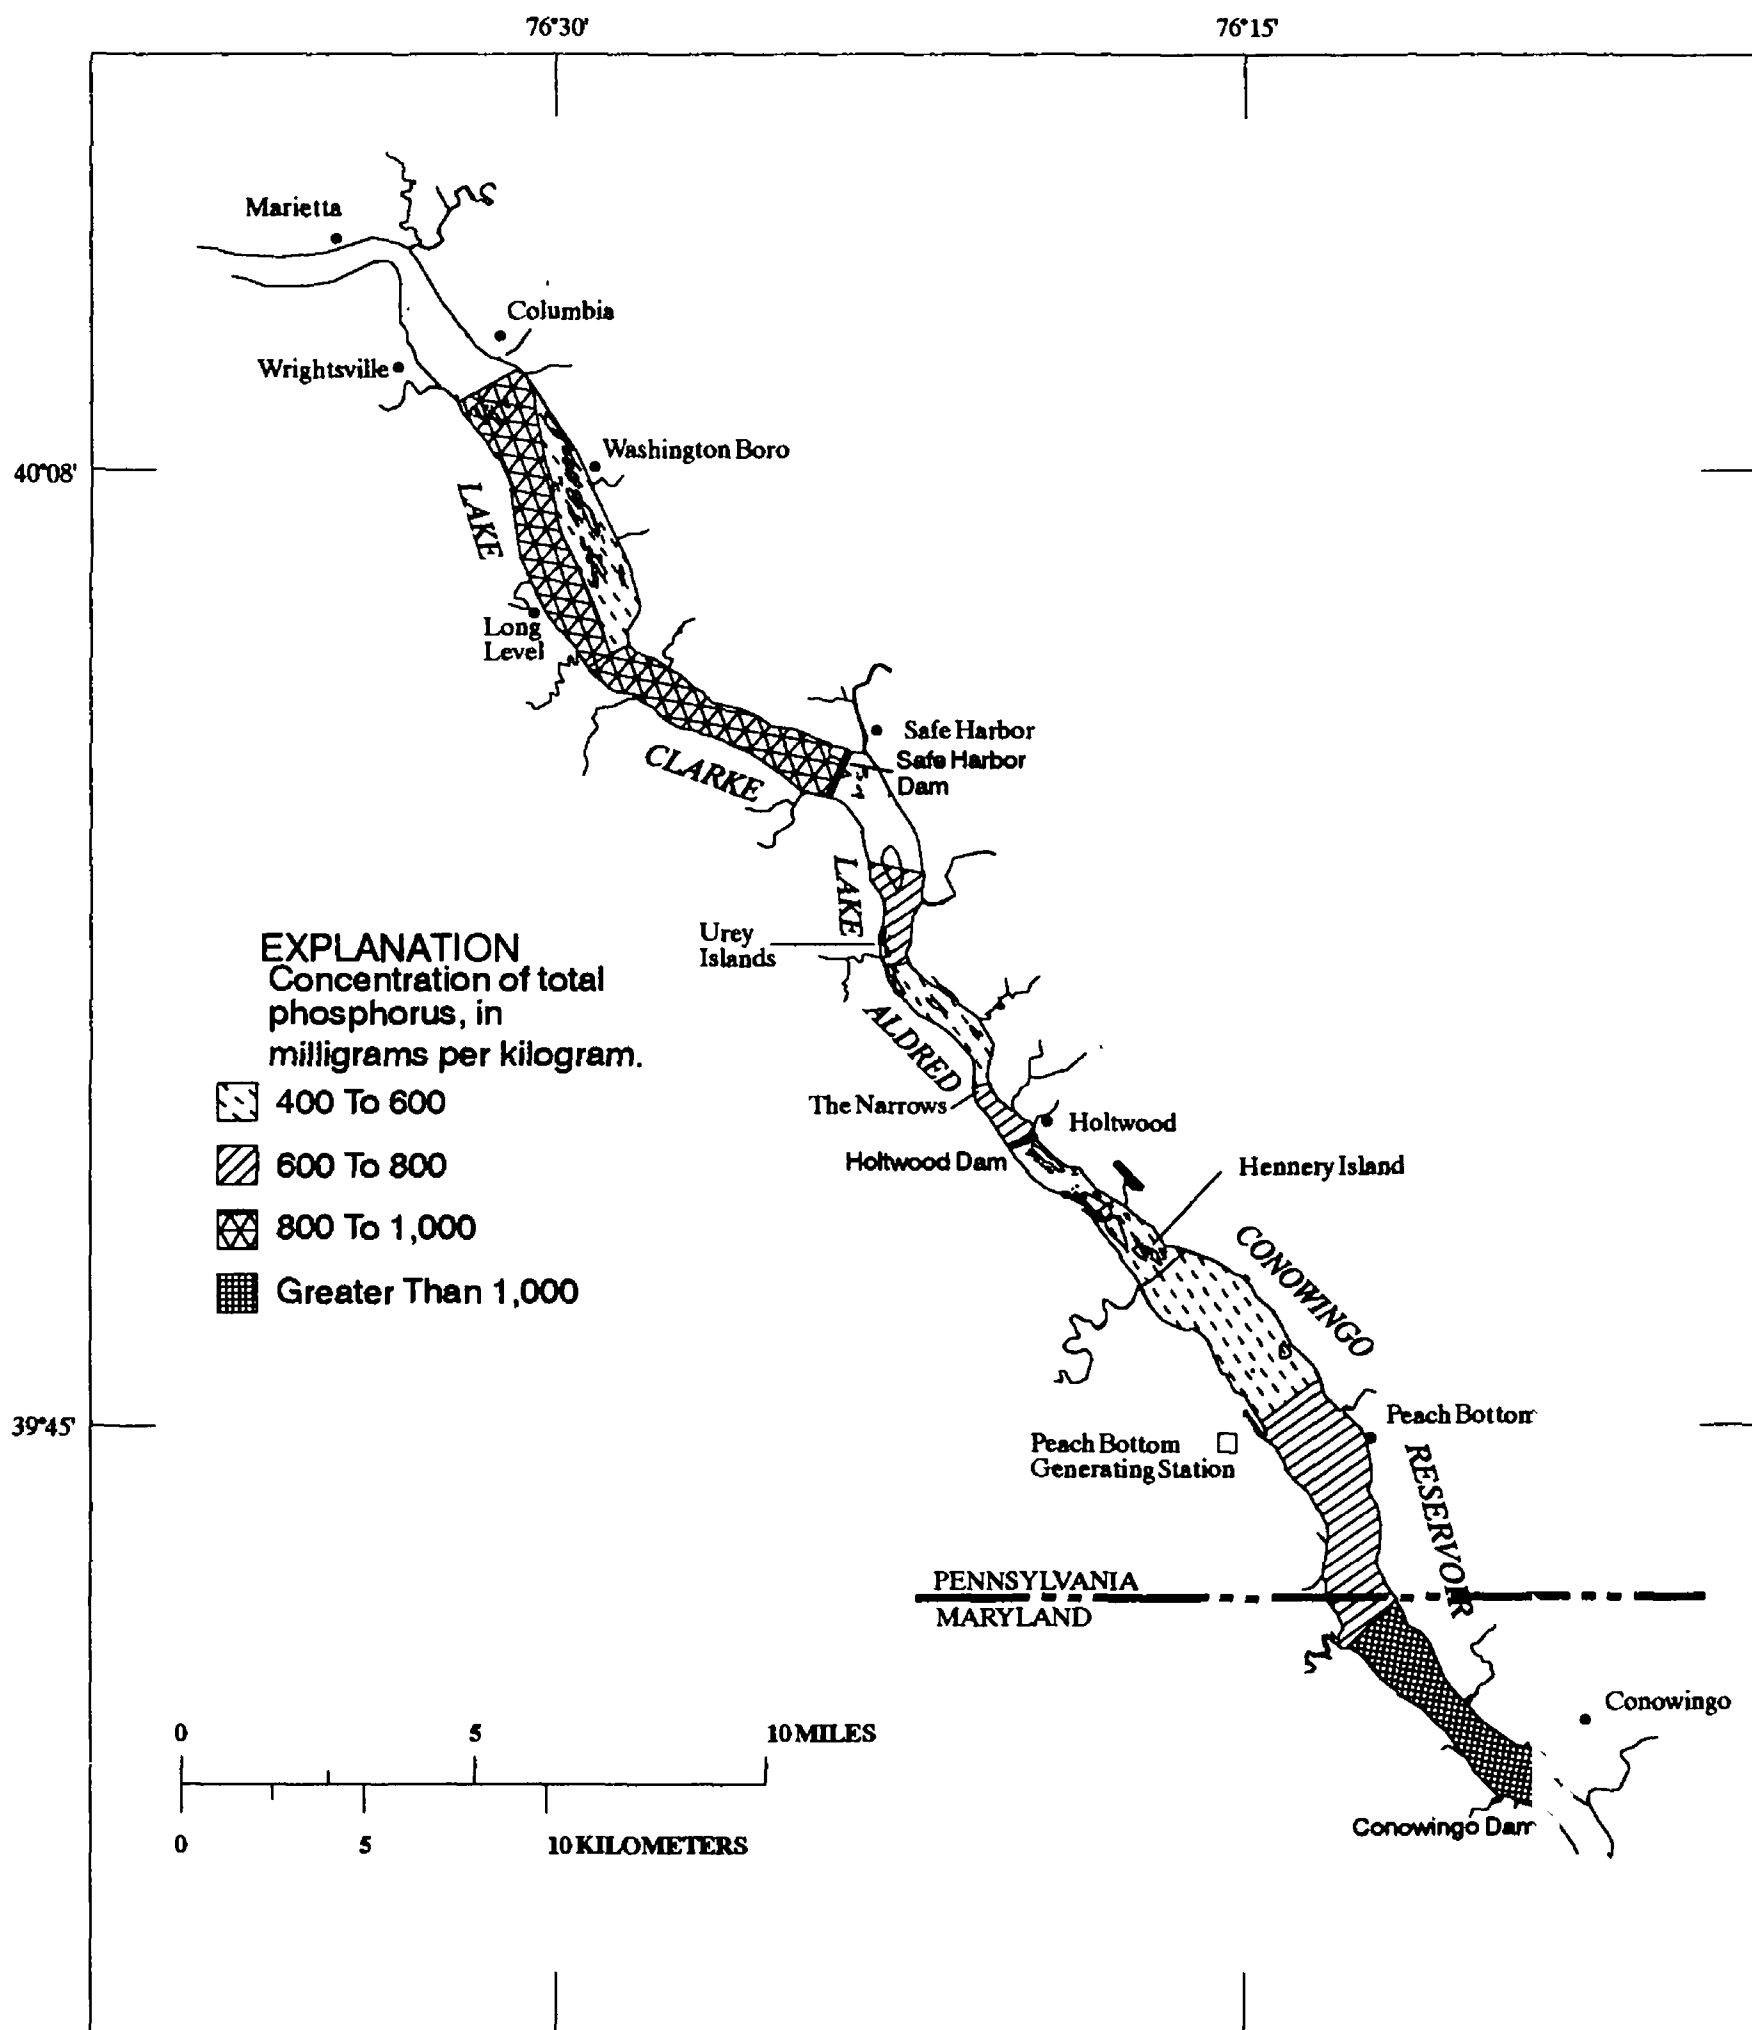 76°30'
76°15'
Marietta
Columbia
Wrightsville
Washington Boro
40°08'
LAKE
Long
Level
Safe Harbor
CLARKE
Safe Harbor
Dam
LAKE
Urey
Islands
EXPLANATION
Concentration of total
phosphorus, in
milligrams per kilogram.
400 To 600
600 To 800
800 To 1,000
Greater Than 1,000
ALDRED
The Narrows
Holtwood
Holtwood Dam
Hennery Island
CONOWINGO
39°45'
Peach Bottom
Peach Bottom
Generating Station
RESERVOIR
PENNSYLVANIA
MARYLAND
Conowingo
0 5 10 MILES
0 5 10 KILOMETERS
Conowingo Dam